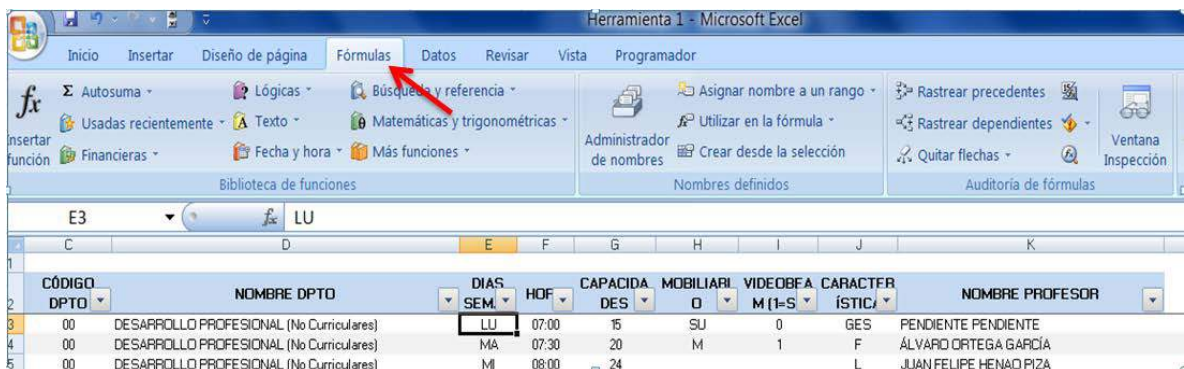 Herramienta 1 - Microsoft Excel
Inicio Insertar Diseño de página Fórmulas Datos Revisar Vista Programador
fx Σ Autosuma Lógicas Búsqueda y referencia Asignar nombre a un rango Rastrear precedentes
Usadas recientemente Texto Matemáticas y trigonométricas Utilizar en la fórmula Rastrear dependientes
Insertar función Financieras Fecha y hora Más funciones Administrador de nombres Crear desde la selección Quitar flechas Ventana Inspección
Biblioteca de funciones Nombres definidos Auditoría de fórmulas
E3 fx LU
C D E F G H I J K
1
2 CÓDIGO DPTO NOMBRE DPTO DIAS SEM. HOF CAPACIDA DES MOBILIARI O VIDEOBEA M (1=S CARACTER ÍSTICA NOMBRE PROFESOR
3 00 DESARROLLO PROFESIONAL (No Curriculares) LU 07:00 15 SU 0 GES PENDIENTE PENDIENTE
4 00 DESARROLLO PROFESIONAL (No Curriculares) MA 07:30 20 M 1 F ÁLVARO ORTEGA GARCÍA
5 00 DESARROLLO PROFESIONAL (No Curriculares) MI 08:00 24 L JUAN FELIPE HENAO PIZA